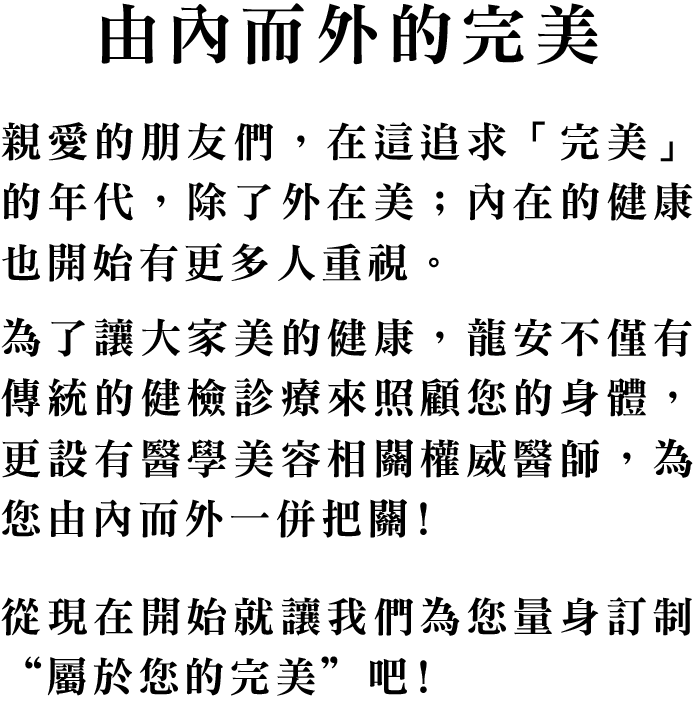 由內而外的完美
親愛的朋友們，在這追求「完美」
的年代，除了外在美；內在的健康
也開始有更多人重視。
為了讓大家美的健康，龍安不僅有
傳統的健檢診療來照顧您的身體，
更設有醫學美容相關權威醫師，為
您由內而外一併把關！
從現在開始就讓我們為您量身訂制
“屬於您的完美”吧！